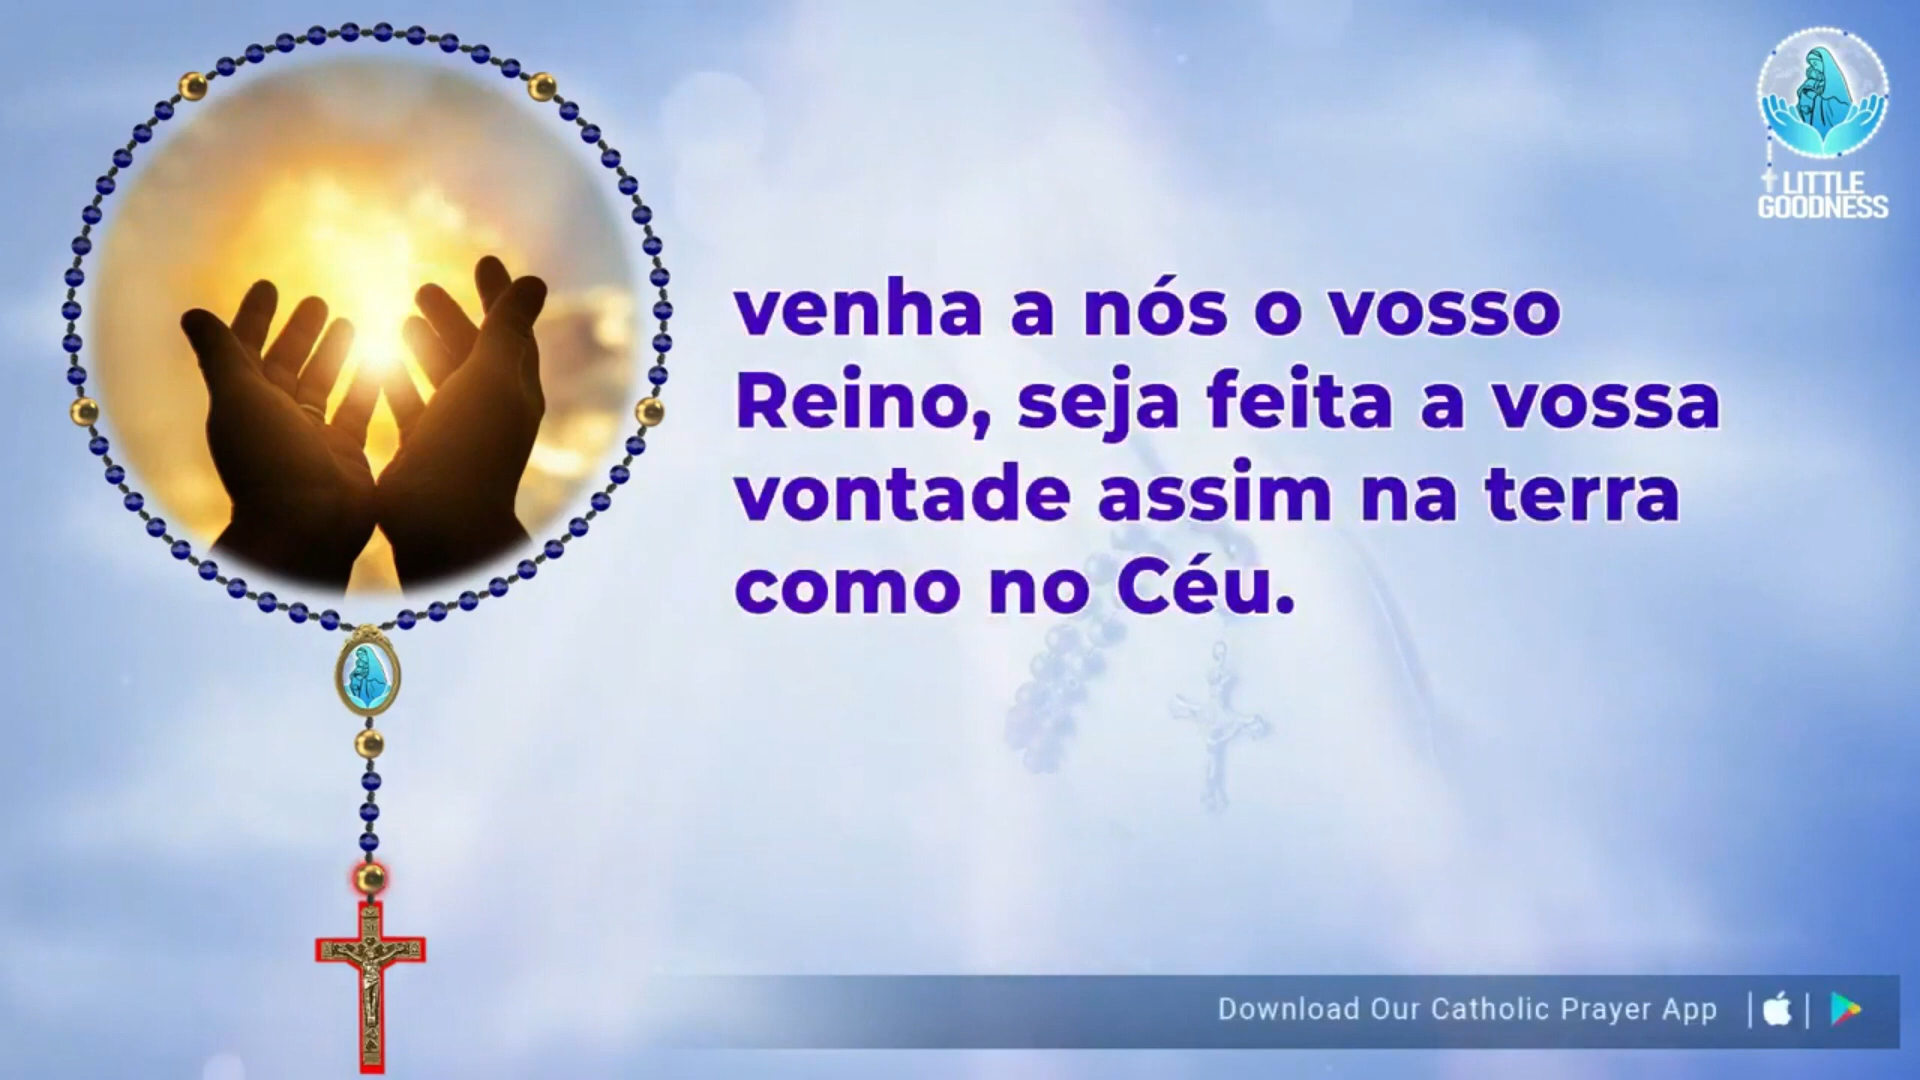 LITTLE
GOODNESS
venha a nós o vosso
Reino, seja feita a vossa
vontade assim na terra
como no Céu.
Download Our Catholic Prayer App